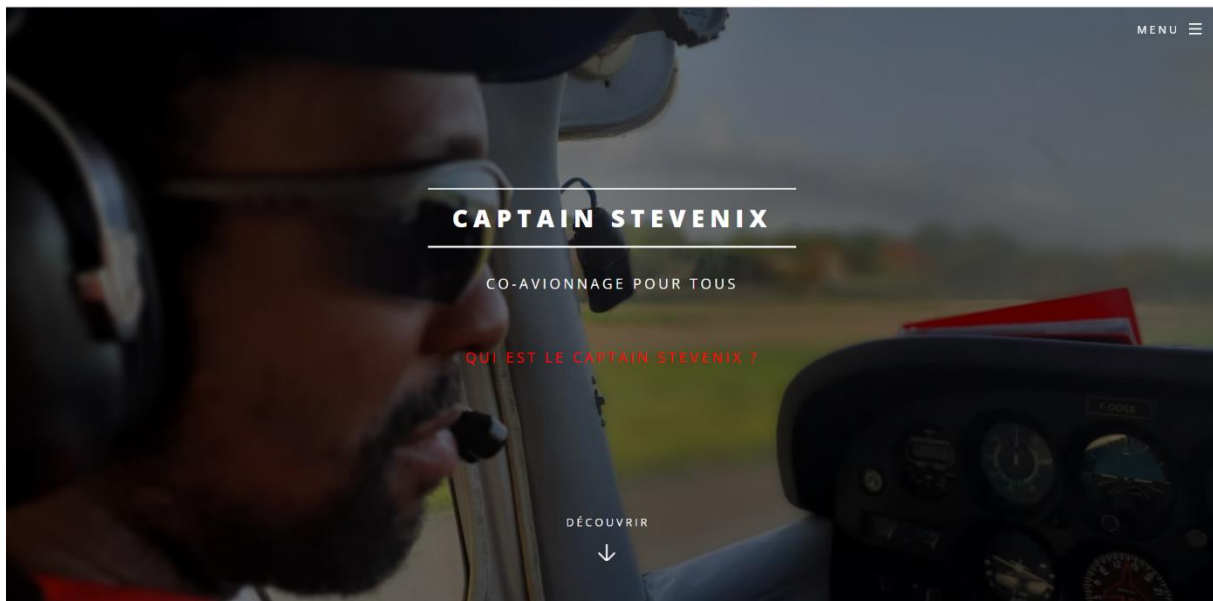 MENU
CAPTAIN STEVENIX
CO-AVIONNAGE POUR TOUS
QUI EST LE CAPTAIN STEVENIX ?
DÉCOUVRIR